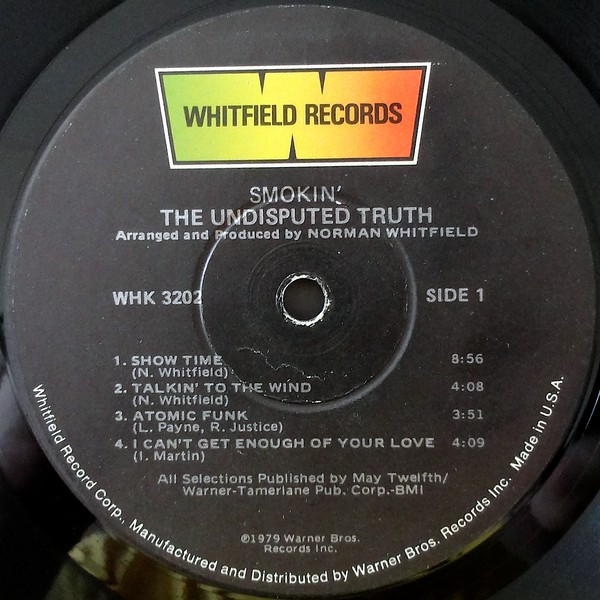 WHITFIELD RECORDS
SMOKIN'
THE UNDISPUTED TRUTH
Arranged and Produced by NORMAN WHITFIELD
WHK 3202
SIDE 1
1. SHOW TIME 8:56
(N. Whitfield)
2. TALKIN' TO THE WIND 4:08
(N. Whitfield)
3. ATOMIC FUNK 3:51
(L. Payne, R. Justice)
4. I CAN'T GET ENOUGH OF YOUR LOVE 4:09
(I. Martin)
All Selections Published by May Twelfth/
Warner-Tamerlane Pub. Corp.-BMI
℗1979 Warner Bros.
Records Inc.
Whitfield Record Corp., Manufactured and Distributed by Warner Bros. Records Inc. Made in U.S.A.